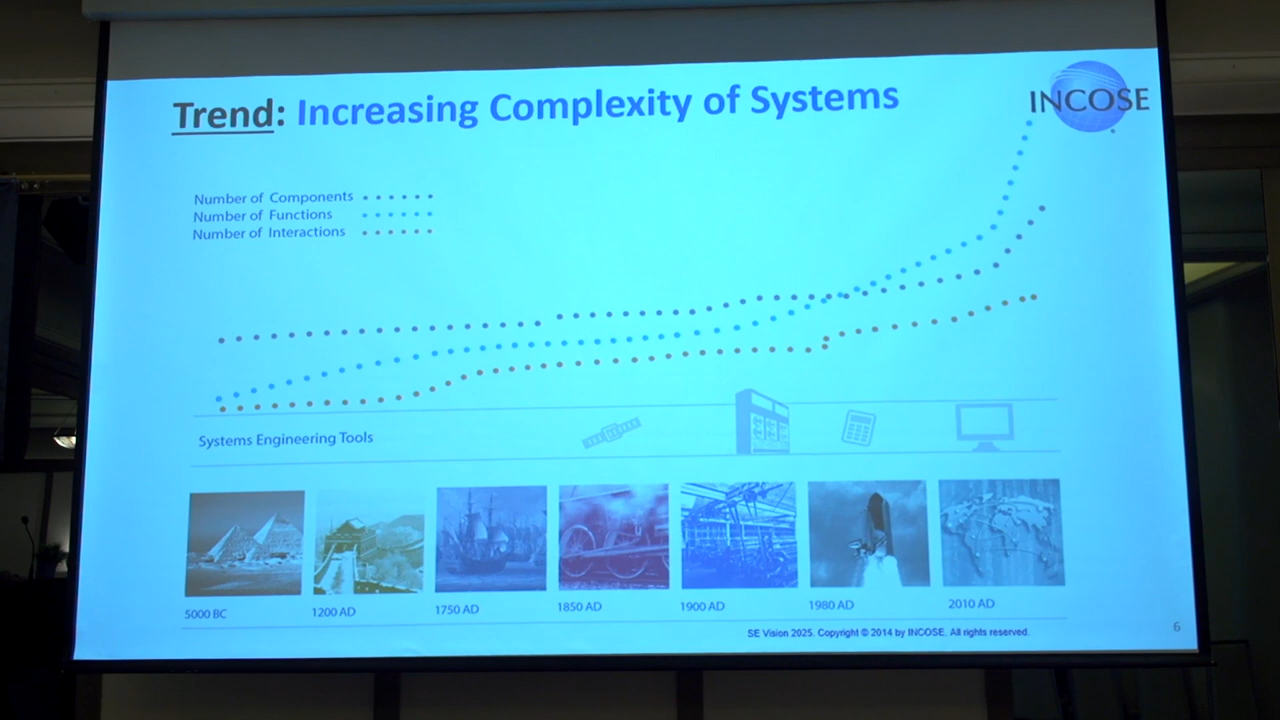 Trend: Increasing Complexity of Systems
INCOSE
Number of Components
Number of Functions
Number of Interactions
Systems Engineering Tools
5000 BC
1200 AD
1750 AD
1850 AD
1900 AD
1980 AD
2010 AD
SE Vision 2025. Copyright © 2014 by INCOSE. All rights reserved.
6